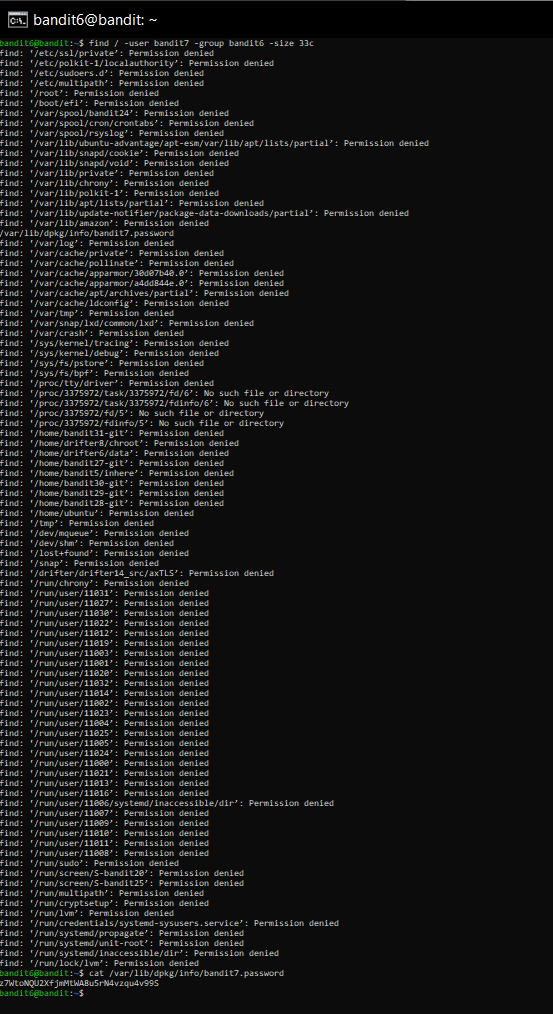 bandit6@bandit: ~
bandit6@bandit:~$ find / -user bandit7 -group bandit6 -size 33c
find: ‘/etc/ssl/private’: Permission denied
find: ‘/etc/polkit-1/localauthority’: Permission denied
find: ‘/etc/sudoers.d’: Permission denied
find: ‘/etc/multipath’: Permission denied
find: ‘/root’: Permission denied
find: ‘/boot/efi’: Permission denied
find: ‘/var/spool/bandit24’: Permission denied
find: ‘/var/spool/cron/crontabs’: Permission denied
find: ‘/var/spool/rsyslog’: Permission denied
find: ‘/var/lib/ubuntu-advantage/apt-esm/var/lib/apt/lists/partial’: Permission denied
find: ‘/var/lib/snapd/cookie’: Permission denied
find: ‘/var/lib/snapd/void’: Permission denied
find: ‘/var/lib/private’: Permission denied
find: ‘/var/lib/chrony’: Permission denied
find: ‘/var/lib/polkit-1’: Permission denied
find: ‘/var/lib/apt/lists/partial’: Permission denied
find: ‘/var/lib/update-notifier/package-data-downloads/partial’: Permission denied
find: ‘/var/lib/amazon’: Permission denied
/var/lib/dpkg/info/bandit7.password
find: ‘/var/log’: Permission denied
find: ‘/var/cache/private’: Permission denied
find: ‘/var/cache/pollinate’: Permission denied
find: ‘/var/cache/apparmor/30d07b40.0’: Permission denied
find: ‘/var/cache/apparmor/a4dd844e.0’: Permission denied
find: ‘/var/cache/apt/archives/partial’: Permission denied
find: ‘/var/cache/ldconfig’: Permission denied
find: ‘/var/tmp’: Permission denied
find: ‘/var/snap/lxd/common/lxd’: Permission denied
find: ‘/var/crash’: Permission denied
find: ‘/sys/kernel/tracing’: Permission denied
find: ‘/sys/kernel/debug’: Permission denied
find: ‘/sys/fs/pstore’: Permission denied
find: ‘/sys/fs/bpf’: Permission denied
find: ‘/proc/tty/driver’: Permission denied
find: ‘/proc/3375972/task/3375972/fd/6’: No such file or directory
find: ‘/proc/3375972/task/3375972/fdinfo/6’: No such file or directory
find: ‘/proc/3375972/fd/5’: No such file or directory
find: ‘/proc/3375972/fdinfo/5’: No such file or directory
find: ‘/home/bandit31-git’: Permission denied
find: ‘/home/drifter8/chroot’: Permission denied
find: ‘/home/drifter6/data’: Permission denied
find: ‘/home/bandit27-git’: Permission denied
find: ‘/home/bandit5/inhere’: Permission denied
find: ‘/home/bandit30-git’: Permission denied
find: ‘/home/bandit29-git’: Permission denied
find: ‘/home/bandit28-git’: Permission denied
find: ‘/home/ubuntu’: Permission denied
find: ‘/tmp’: Permission denied
find: ‘/dev/mqueue’: Permission denied
find: ‘/dev/shm’: Permission denied
find: ‘/lost+found’: Permission denied
find: ‘/snap’: Permission denied
find: ‘/drifter/drifter14_src/axTLS’: Permission denied
find: ‘/run/chrony’: Permission denied
find: ‘/run/user/11031’: Permission denied
find: ‘/run/user/11027’: Permission denied
find: ‘/run/user/11030’: Permission denied
find: ‘/run/user/11022’: Permission denied
find: ‘/run/user/11012’: Permission denied
find: ‘/run/user/11019’: Permission denied
find: ‘/run/user/11003’: Permission denied
find: ‘/run/user/11001’: Permission denied
find: ‘/run/user/11020’: Permission denied
find: ‘/run/user/11032’: Permission denied
find: ‘/run/user/11014’: Permission denied
find: ‘/run/user/11002’: Permission denied
find: ‘/run/user/11023’: Permission denied
find: ‘/run/user/11004’: Permission denied
find: ‘/run/user/11025’: Permission denied
find: ‘/run/user/11005’: Permission denied
find: ‘/run/user/11024’: Permission denied
find: ‘/run/user/11000’: Permission denied
find: ‘/run/user/11021’: Permission denied
find: ‘/run/user/11013’: Permission denied
find: ‘/run/user/11016’: Permission denied
find: ‘/run/user/11006/systemd/inaccessible/dir’: Permission denied
find: ‘/run/user/11007’: Permission denied
find: ‘/run/user/11009’: Permission denied
find: ‘/run/user/11010’: Permission denied
find: ‘/run/user/11011’: Permission denied
find: ‘/run/user/11008’: Permission denied
find: ‘/run/sudo’: Permission denied
find: ‘/run/screen/S-bandit20’: Permission denied
find: ‘/run/screen/S-bandit25’: Permission denied
find: ‘/run/multipath’: Permission denied
find: ‘/run/cryptsetup’: Permission denied
find: ‘/run/lvm’: Permission denied
find: ‘/run/credentials/systemd-sysusers.service’: Permission denied
find: ‘/run/systemd/propagate’: Permission denied
find: ‘/run/systemd/unit-root’: Permission denied
find: ‘/run/systemd/inaccessible/dir’: Permission denied
find: ‘/run/lock/lvm’: Permission denied
bandit6@bandit:~$ cat /var/lib/dpkg/info/bandit7.password
z7WtoNQU2XfjmMtWA8u5rN4vzqu4v99S
bandit6@bandit:~$